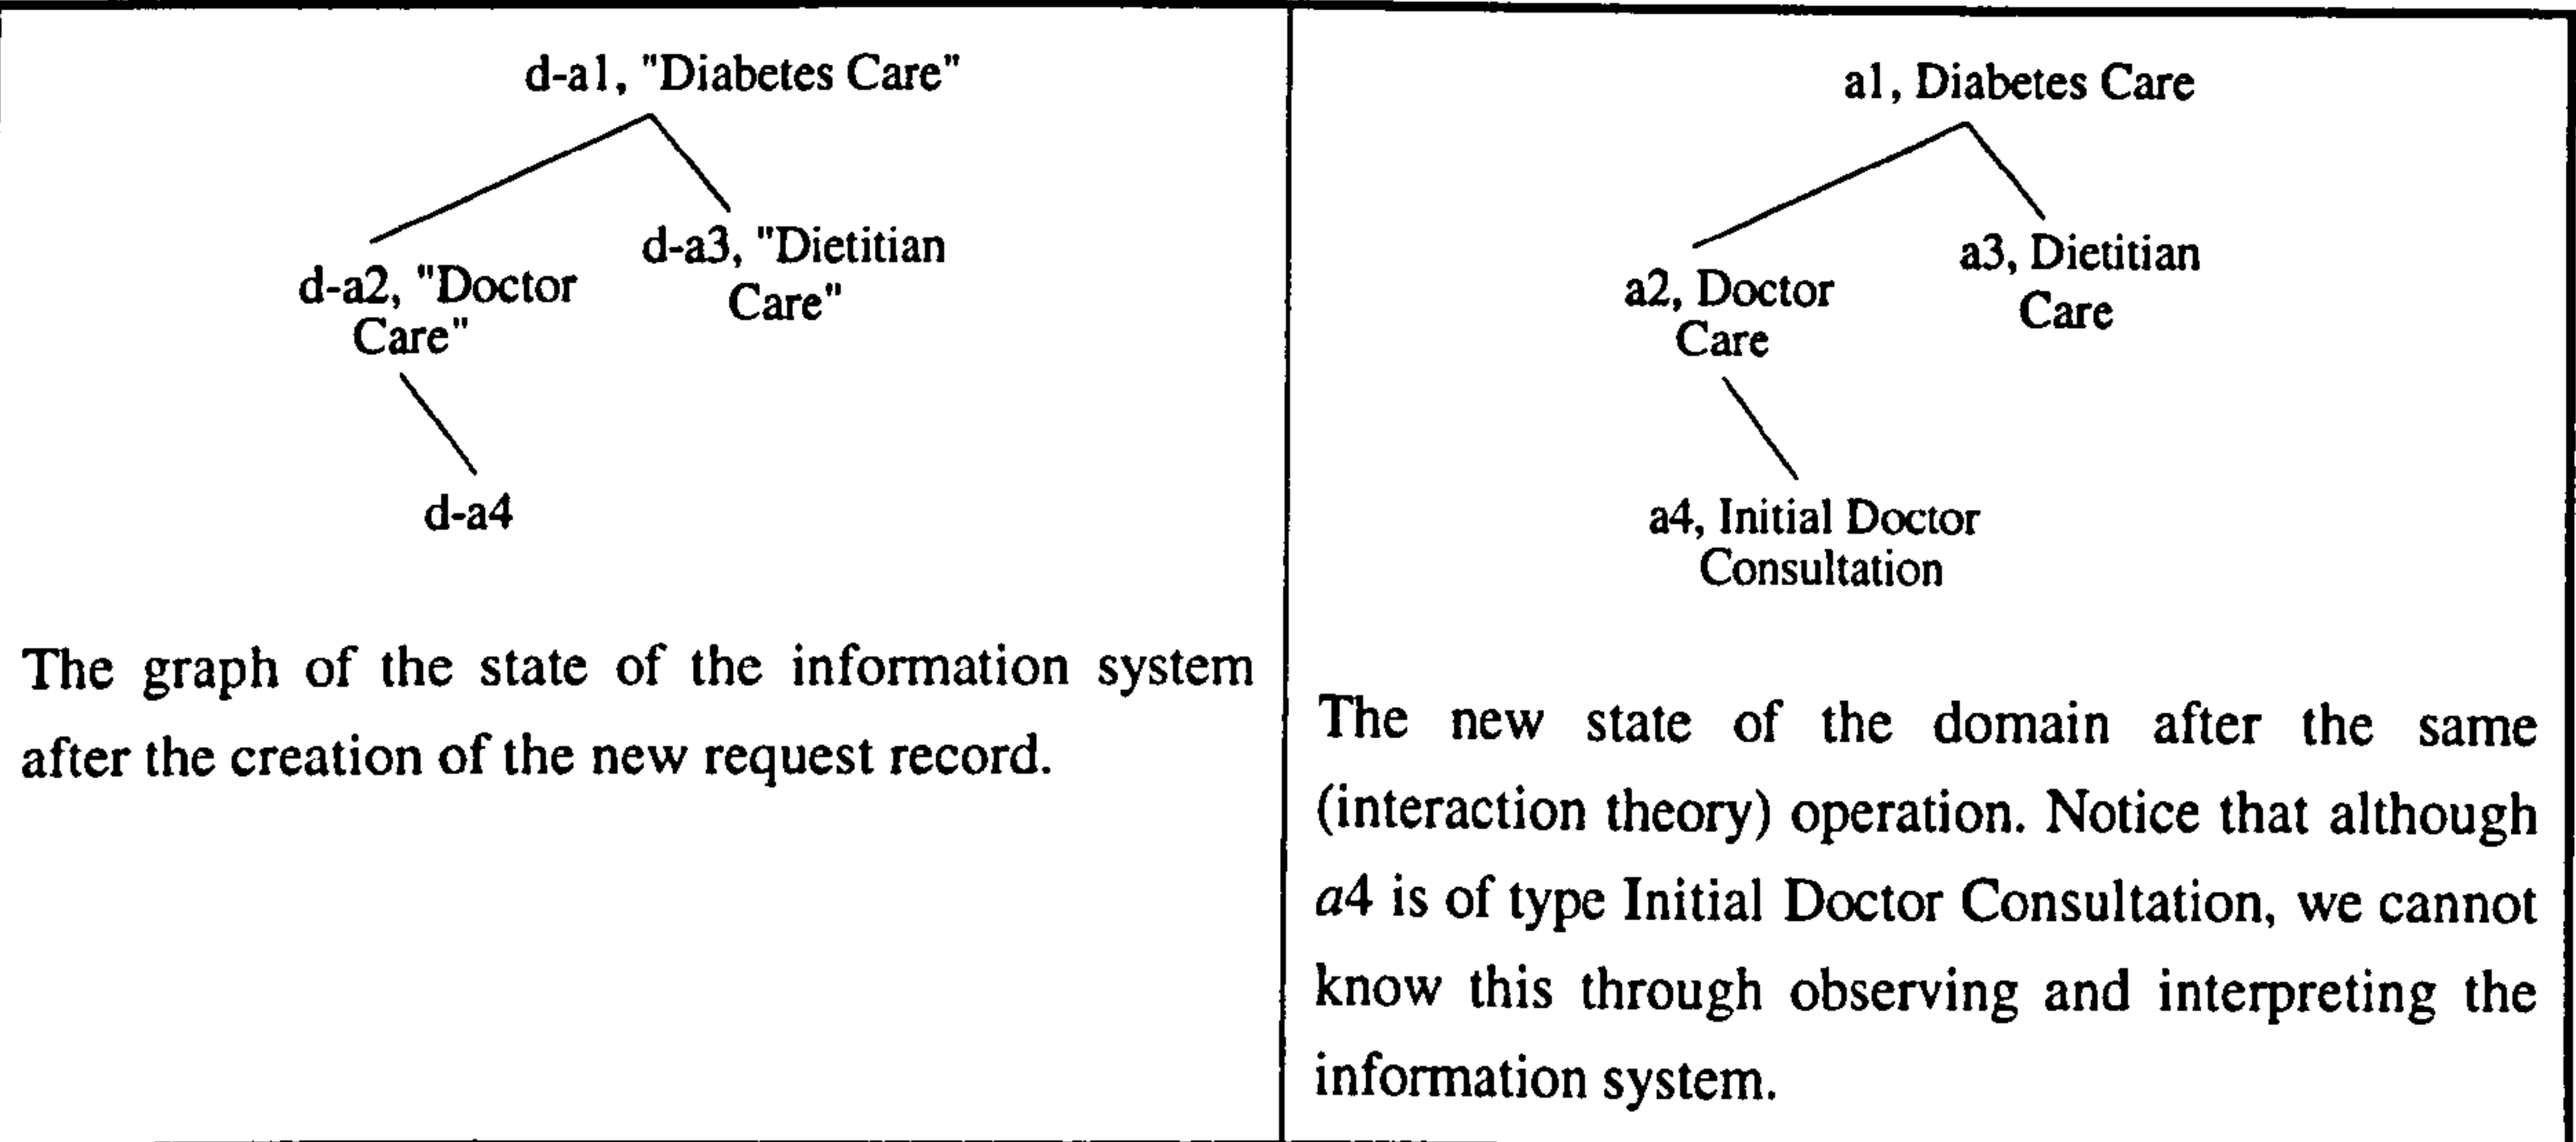 d-a1, "Diabetes Care"
d-a2, "Doctor
Care"
d-a3, "Dietitian
Care"
d-a4
The graph of the state of the information system
after the creation of the new request record.
a1, Diabetes Care
a2, Doctor
Care
a3, Dietitian
Care
a4, Initial Doctor
Consultation
The new state of the domain after the same
(interaction theory) operation. Notice that although
a4 is of type Initial Doctor Consultation, we cannot
know this through observing and interpreting the
information system.